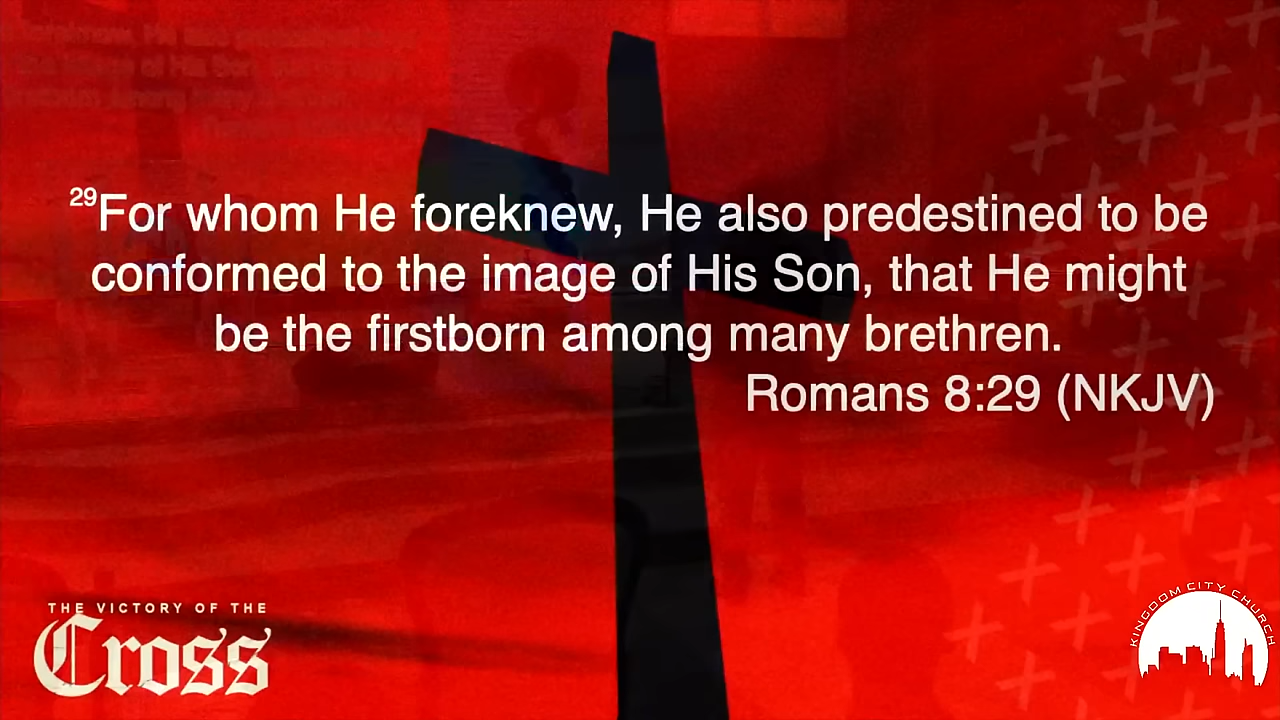 29For whom He foreknew, He also predestined to be
conformed to the image of His Son, that He might
be the firstborn among many brethren.
Romans 8:29 (NKJV)
THE VICTORY OF THE
Cross
KINGDOM CITY CHURCH